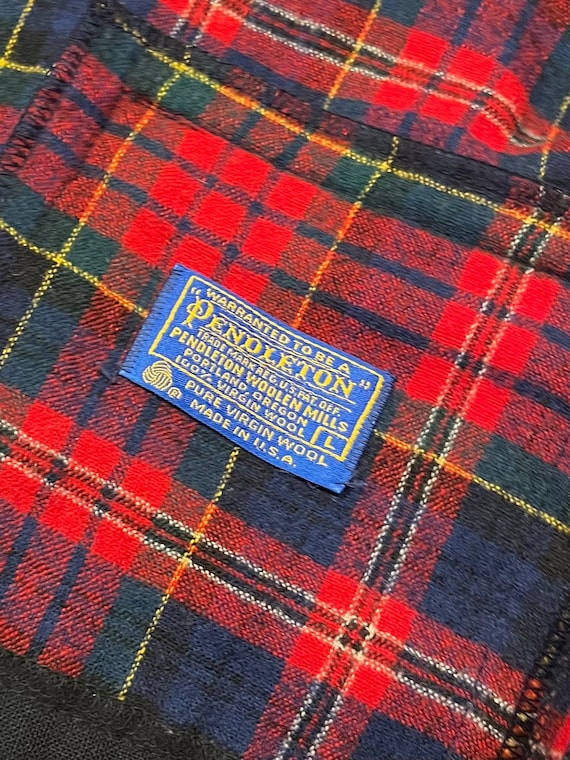 "WARRANTED TO BE A
PENDLETON"
TRADE MARK REG. U.S. PAT. OFF.
PENDLETON WOOLEN MILLS
PORTLAND, OREGON
100% VIRGIN WOOL L
® PURE VIRGIN WOOL
MADE IN U.S.A.